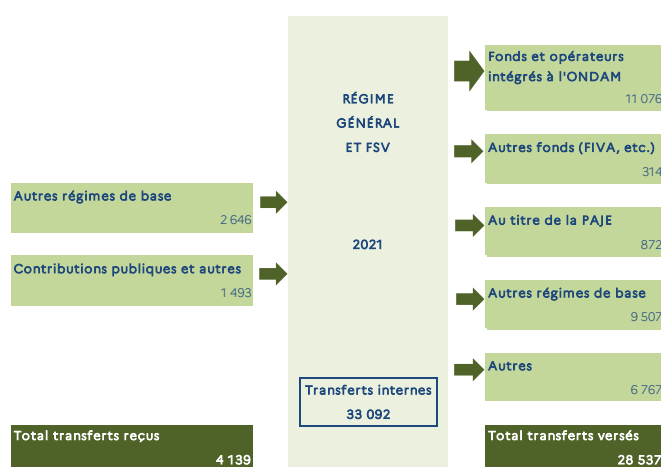 Autres régimes de base
2 646
Contributions publiques et autres
1 493
Total transferts reçus
4 139
RÉGIME
GÉNÉRAL
ET FSV
2021
Transferts internes
33 092
Fonds et opérateurs
intégrés à l'ONDAM
11 076
Autres fonds (FIVA, etc.)
314
Au titre de la PAJE
872
Autres régimes de base
9 507
Autres
6 767
Total transferts versés
28 537